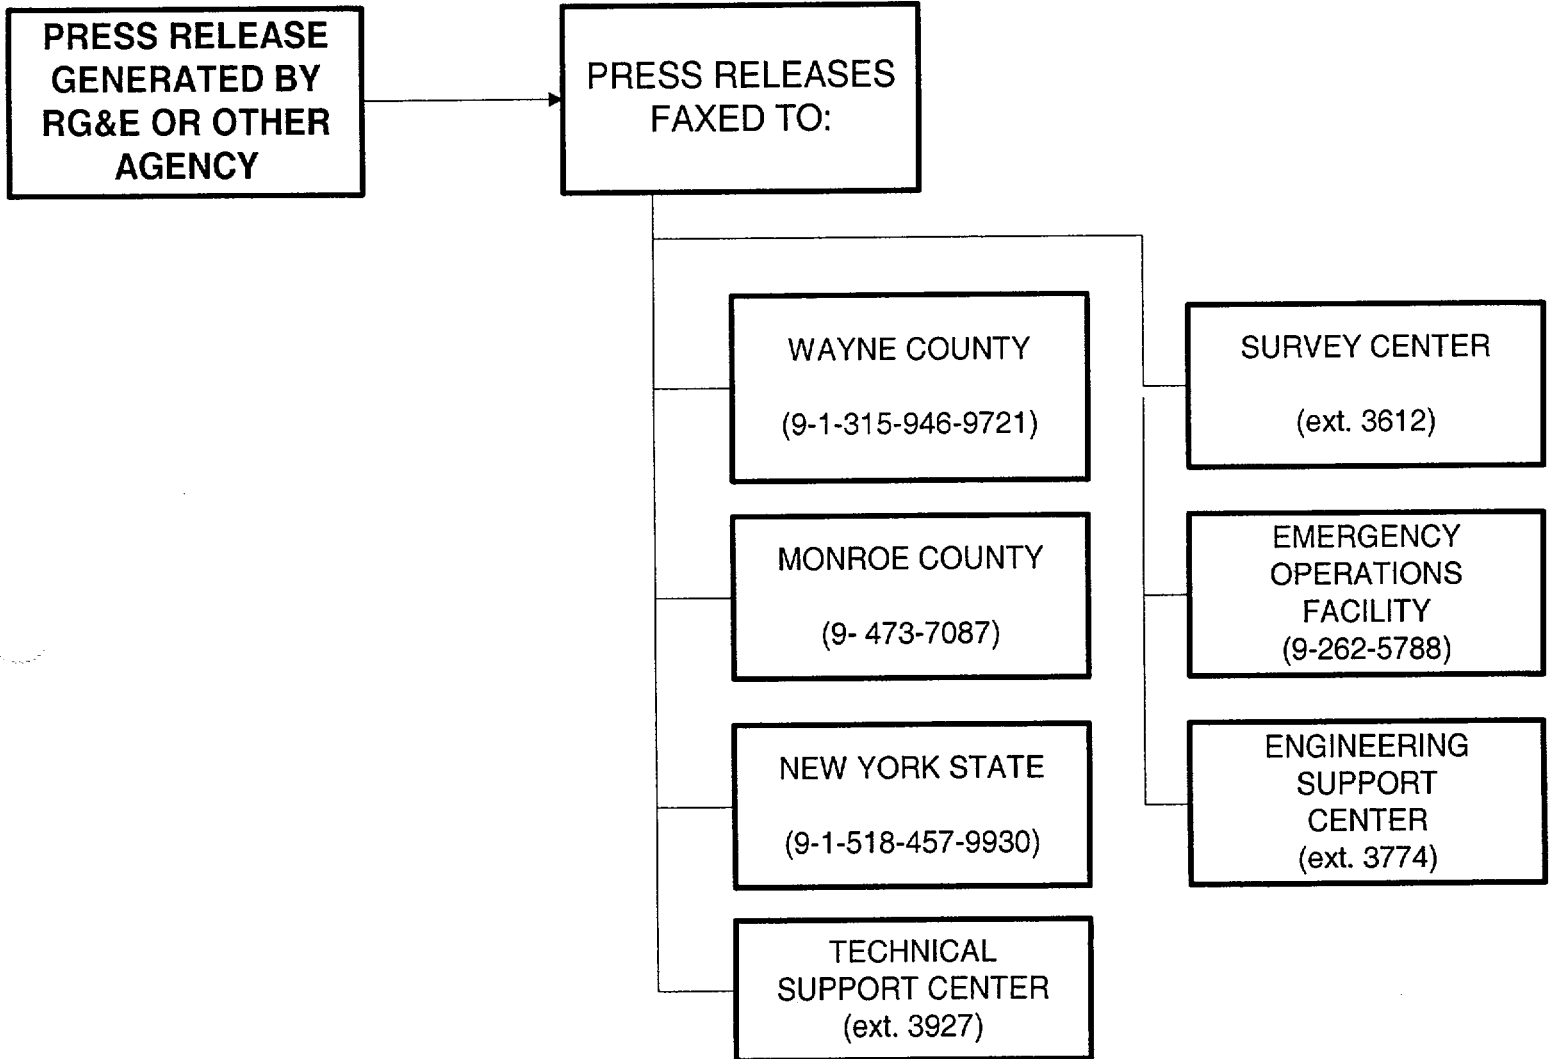 PRESS RELEASE
GENERATED BY
RG&E OR OTHER
AGENCY
PRESS RELEASES
FAXED TO:
WAYNE COUNTY
(9-1-315-946-9721)
MONROE COUNTY
(9- 473-7087)
NEW YORK STATE
(9-1-518-457-9930)
TECHNICAL
SUPPORT CENTER
(ext. 3927)
SURVEY CENTER
(ext. 3612)
EMERGENCY
OPERATIONS
FACILITY
(9-262-5788)
ENGINEERING
SUPPORT
CENTER
(ext. 3774)